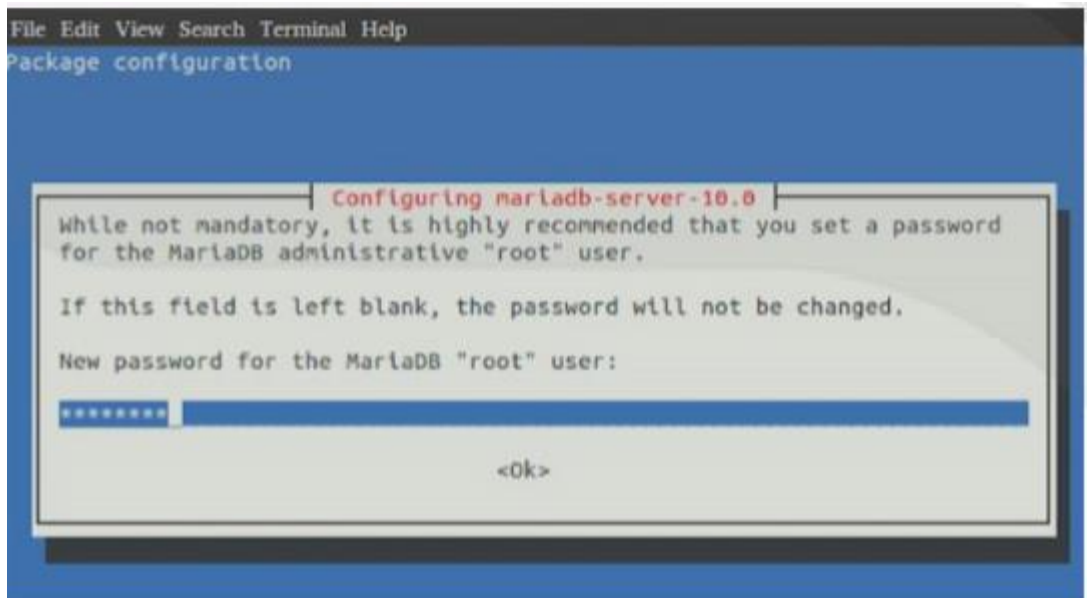 File Edit View Search Terminal Help
Package configuration
Configuring mariadb-server-10.0
While not mandatory, it is highly recommended that you set a password
for the MariaDB administrative "root" user.
If this field is left blank, the password will not be changed.
New password for the MariaDB "root" user:
********_
<Ok>